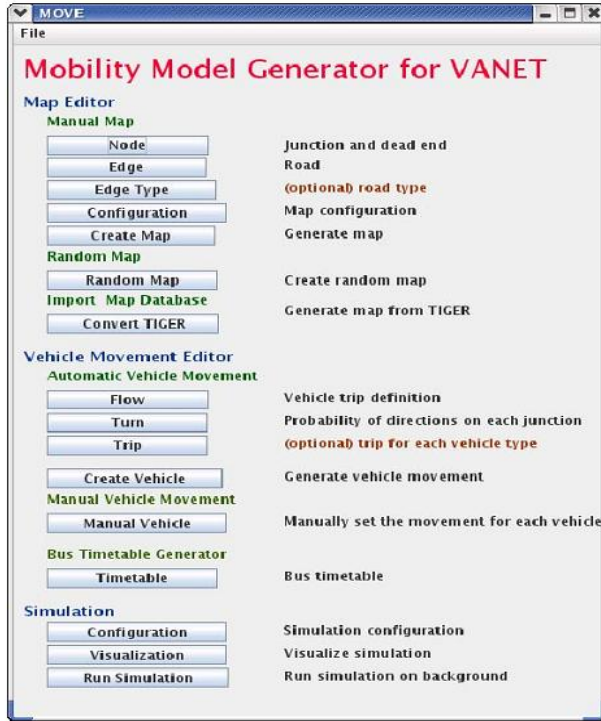 MOVE
File
Mobility Model Generator for VANET
Map Editor
Manual Map
Node Junction and dead end
Edge Road
Edge Type (optional) road type
Configuration Map configuration
Create Map Generate map
Random Map
Random Map Create random map
Import Map Database
Generate map from TIGER
Convert TIGER
Vehicle Movement Editor
Automatic Vehicle Movement
Flow Vehicle trip definition
Turn Probability of directions on each junction
Trip (optional) trip for each vehicle type
Create Vehicle Generate vehicle movement
Manual Vehicle Movement
Manual Vehicle Manually set the movement for each vehicle
Bus Timetable Generator
Timetable Bus timetable
Simulation
Configuration Simulation configuration
Visualization Visualize simulation
Run Simulation Run simulation on background